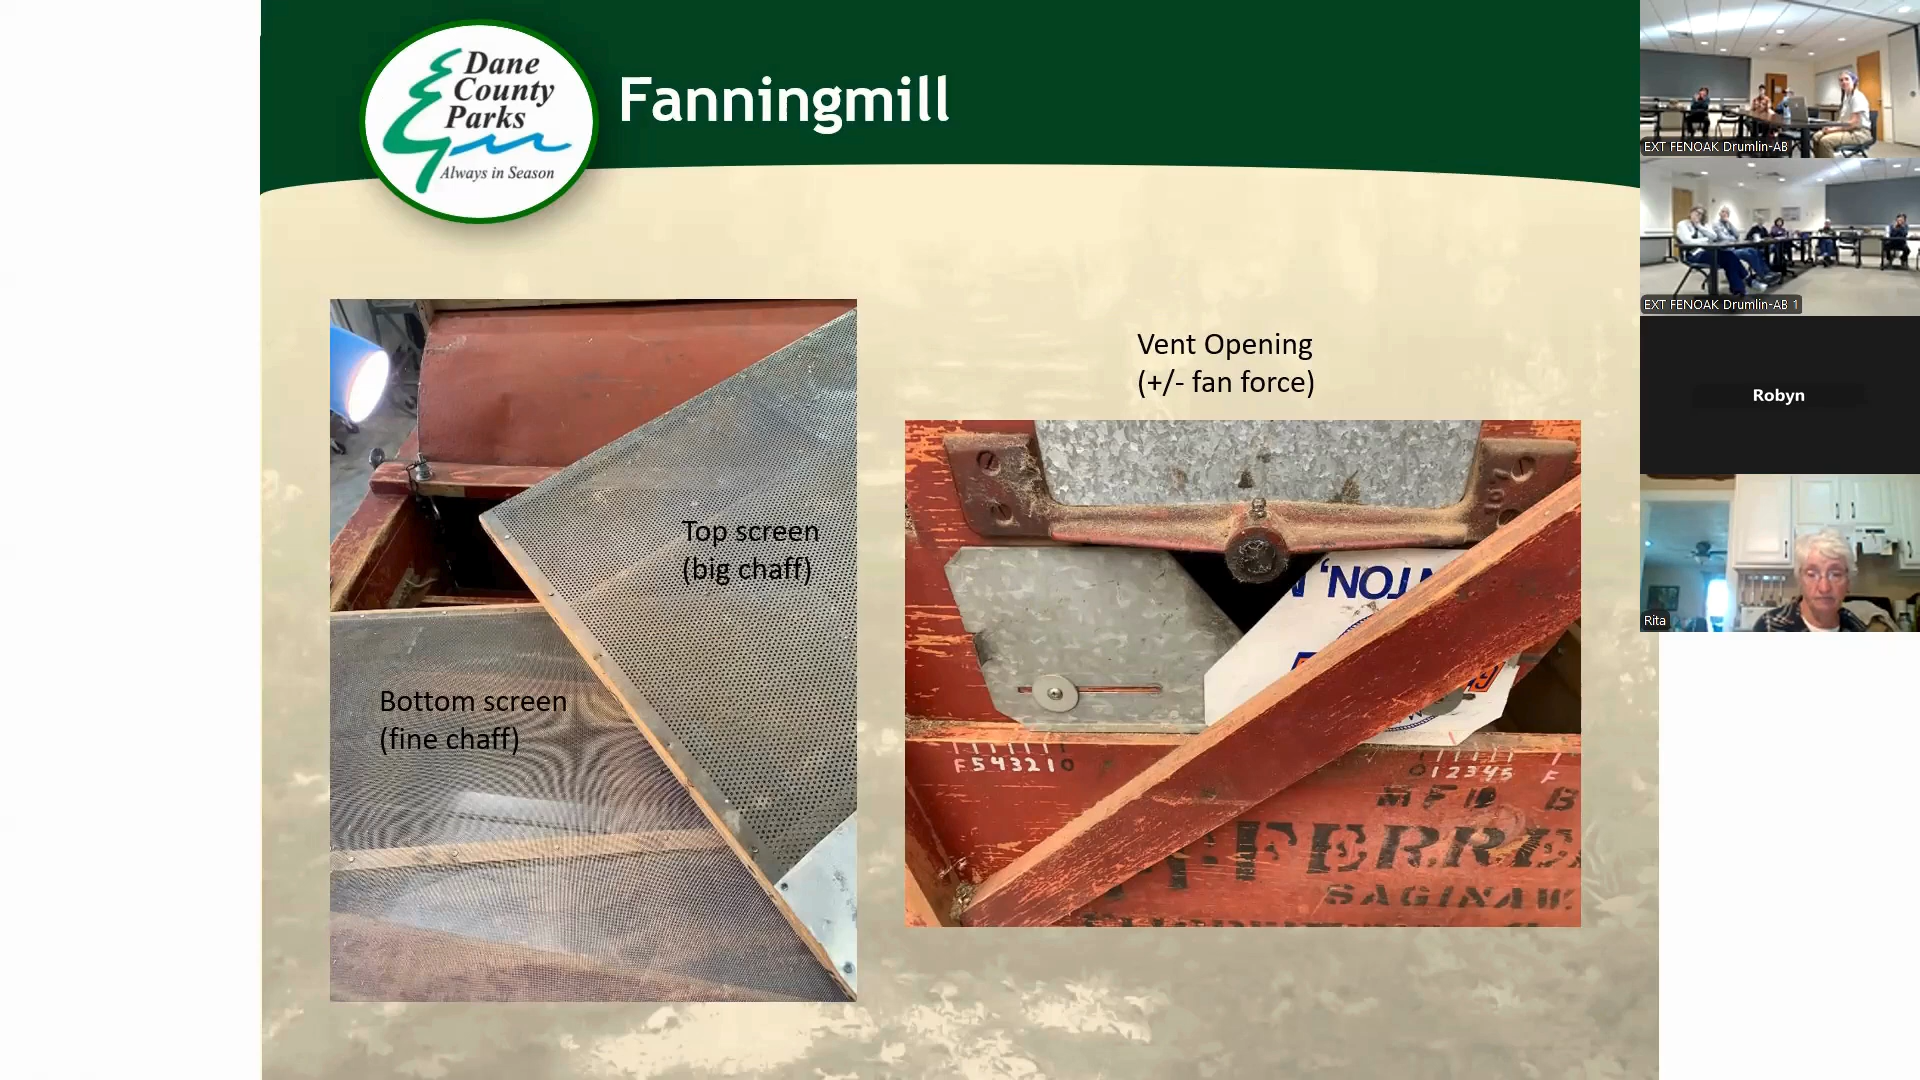 Dane
County
Parks
Always in Season
Fanningmill
Top screen
(big chaff)
Bottom screen
(fine chaff)
Vent Opening
(+/- fan force)
F 5 4 3 2 1 0
0 1 2 3 4 5 F
MFD B
FERRE
SAGINAW
EXT FENOAK Drumlin-AB
EXT FENOAK Drumlin-AB 1
Robyn
Rita